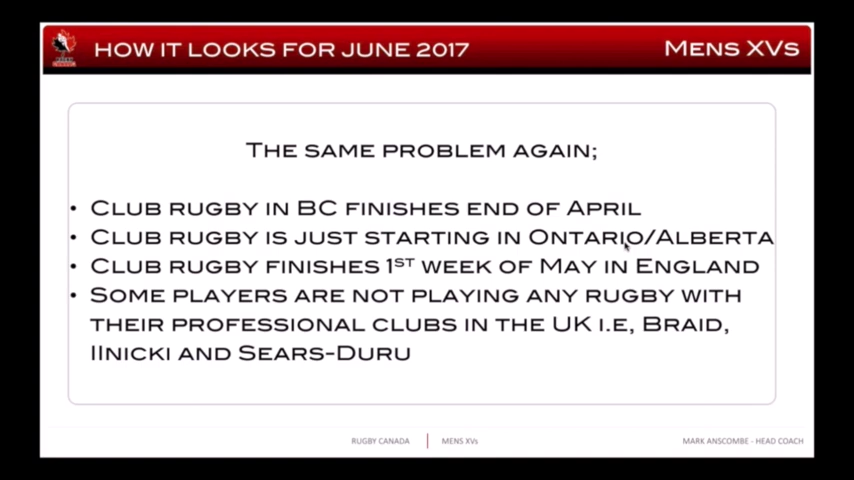 HOW IT LOOKS FOR JUNE 2017
MENS XVS
THE SAME PROBLEM AGAIN;
• CLUB RUGBY IN BC FINISHES END OF APRIL
• CLUB RUGBY IS JUST STARTING IN ONTARIO/ALBERTA
• CLUB RUGBY FINISHES 1ST WEEK OF MAY IN ENGLAND
• SOME PLAYERS ARE NOT PLAYING ANY RUGBY WITH
THEIR PROFESSIONAL CLUBS IN THE UK I.E, BRAID,
IINICKI AND SEARS-DURU
RUGBY CANADA
MENS XVs
MARK ANSCOMBE - HEAD COACH